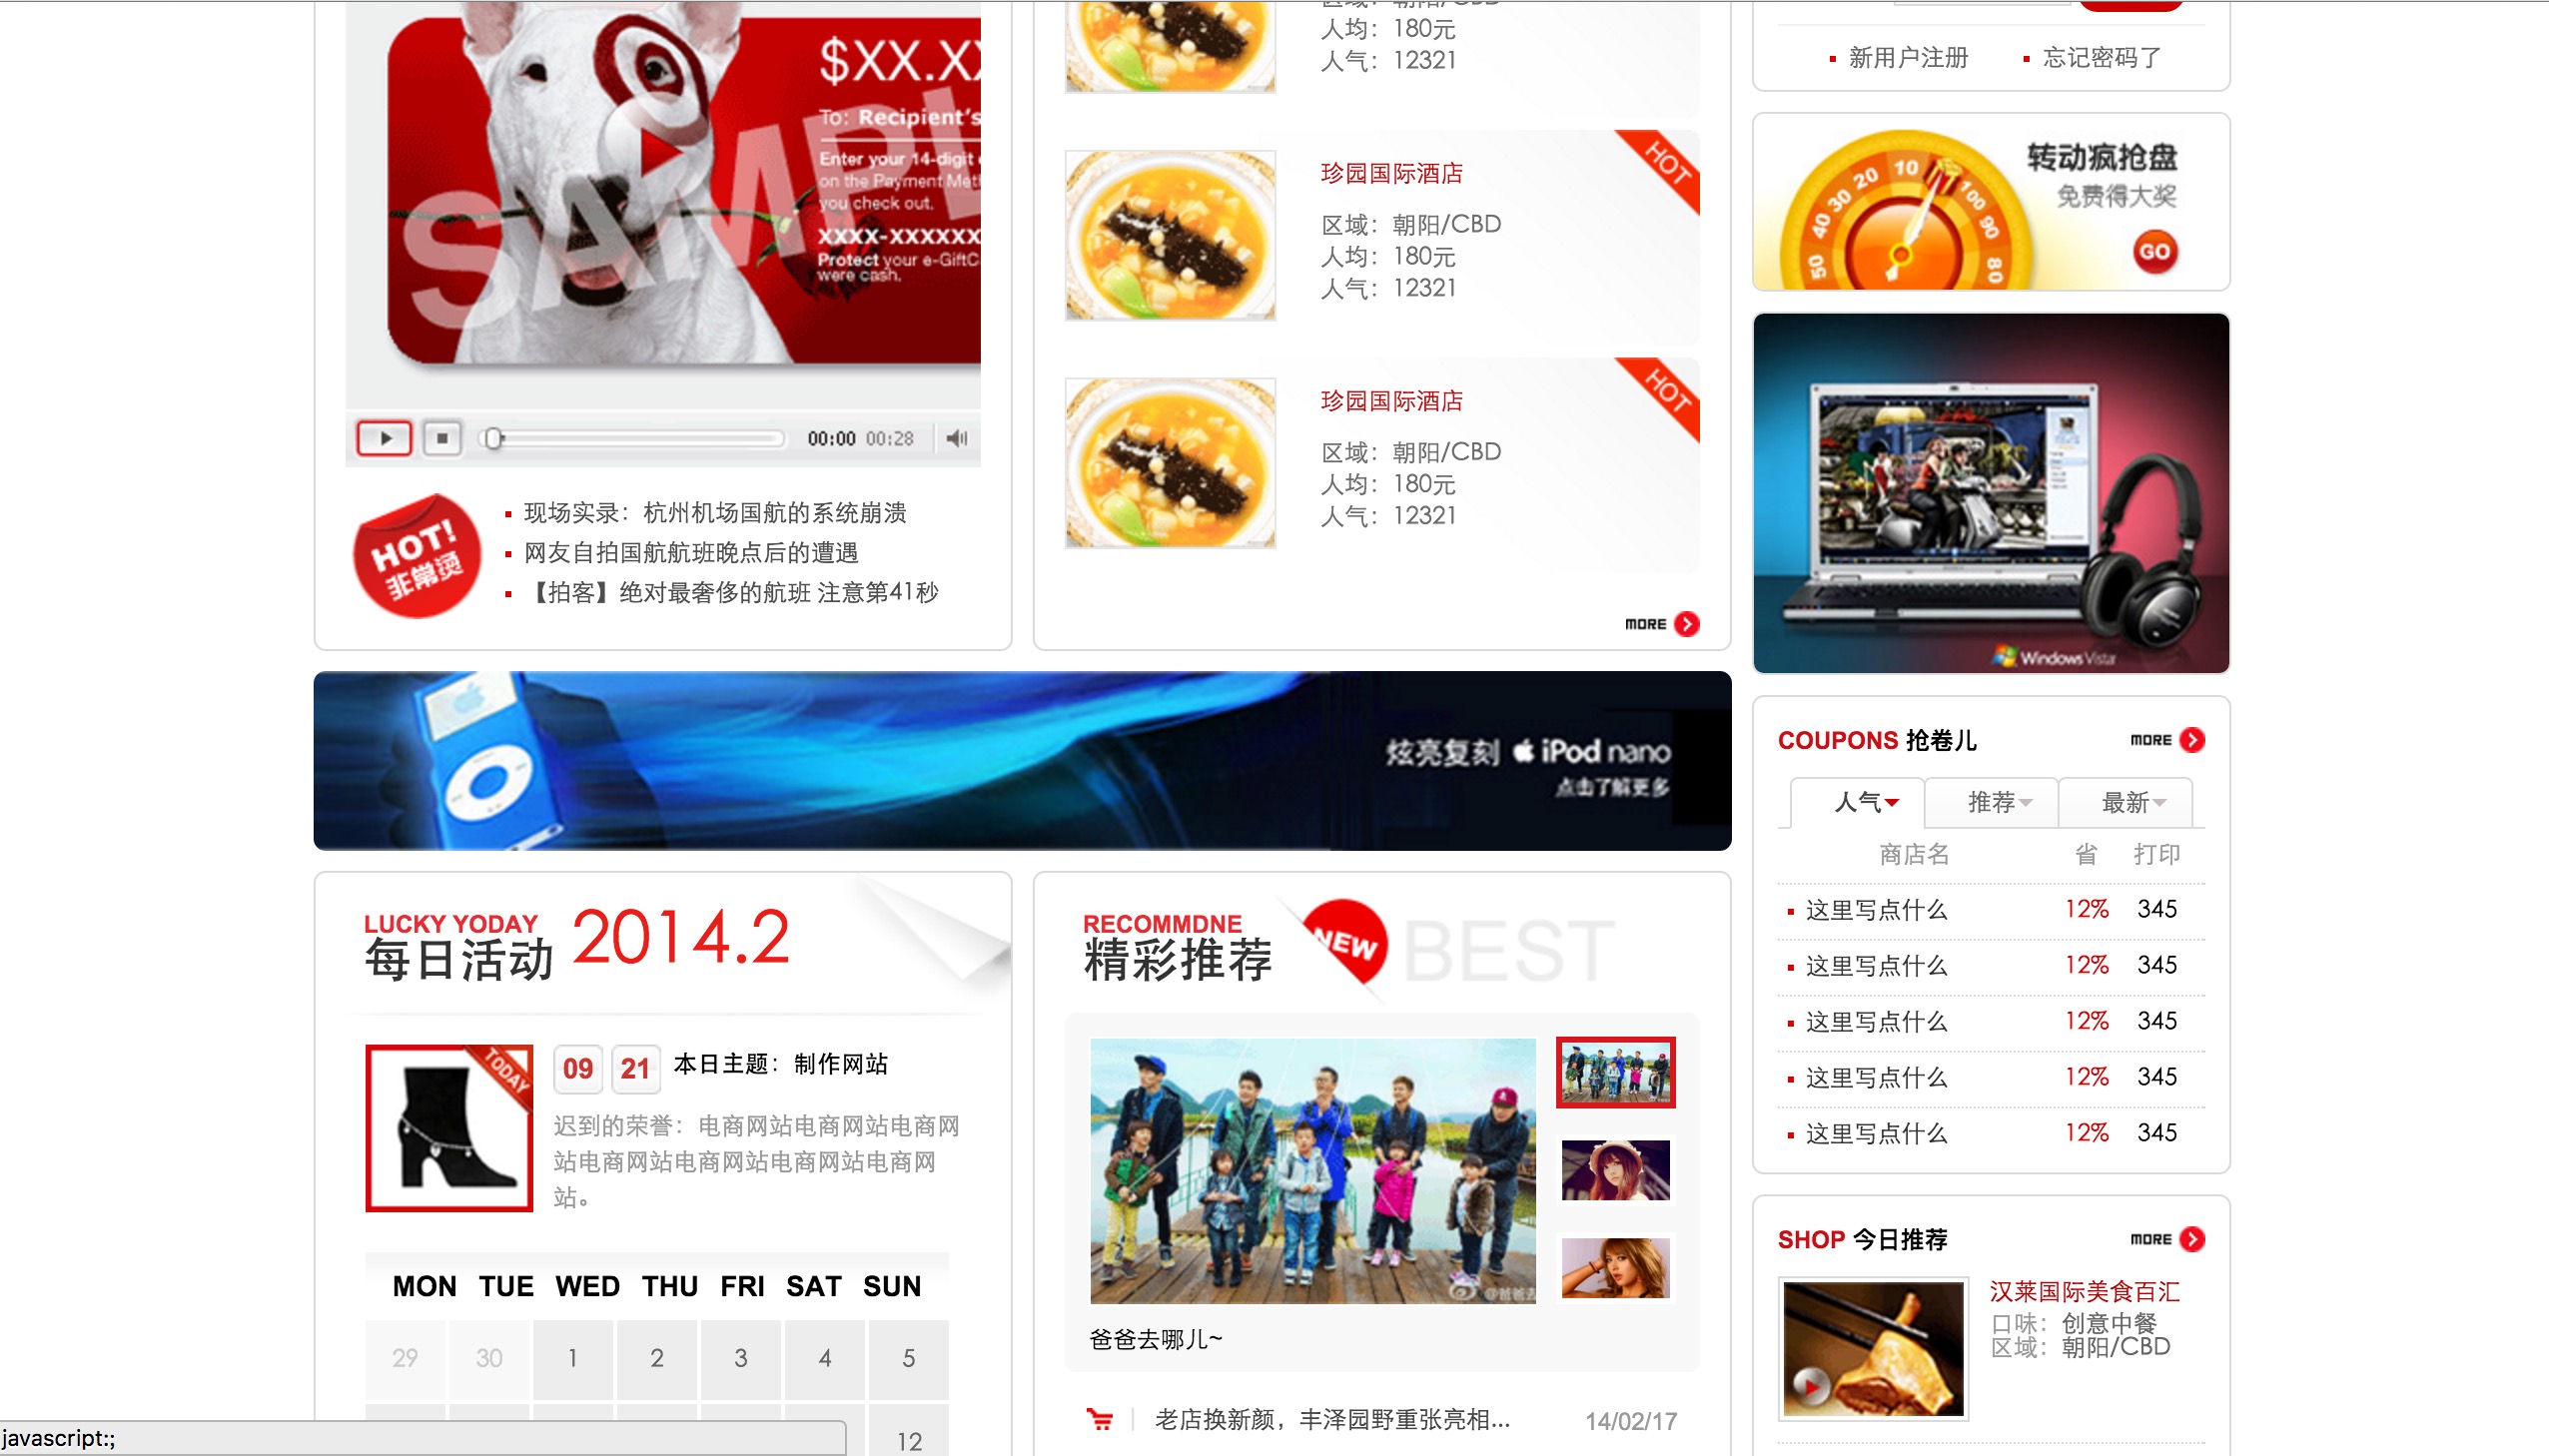 $XX.XX
To: Recipient's
Enter your 14-digit
on the Payment Met
you check out.
XXXX-XXXXXX
Protect your e-GiftC
were cash.
SAMPL
00:00 00:28
HOT!
非常烫
现场实录：杭州机场国航的系统崩溃
网友自拍国航航班晚点后的遭遇
【拍客】绝对最奢侈的航班 注意第41秒
区域：朝阳/CBD
人均：180元
人气：12321
珍园国际酒店
HOT
区域：朝阳/CBD
人均：180元
人气：12321
珍园国际酒店
HOT
区域：朝阳/CBD
人均：180元
人气：12321
MORE
新用户注册
忘记密码了
转动疯抢盘
免费得大奖
GO
50 40 30 20 10 100 90 80
Windows Vista
炫亮复刻 iPod nano
点击了解更多
LUCKY YODAY
每日活动 2014.2
TODAY
09 21 本日主题：制作网站
迟到的荣誉：电商网站电商网站电商网
站电商网站电商网站电商网站电商网
站。
MON TUE WED THU FRI SAT SUN
29 30 1 2 3 4 5
12
RECOMMDNE
精彩推荐
NEW
BEST
爸爸去哪儿~
老店换新颜，丰泽园野重张亮相... 14/02/17
COUPONS 抢卷儿
MORE
人气 推荐 最新
商店名 省 打印
这里写点什么 12% 345
这里写点什么 12% 345
这里写点什么 12% 345
这里写点什么 12% 345
这里写点什么 12% 345
SHOP 今日推荐
MORE
汉莱国际美食百汇
口味：创意中餐
区域：朝阳/CBD
javascript:;